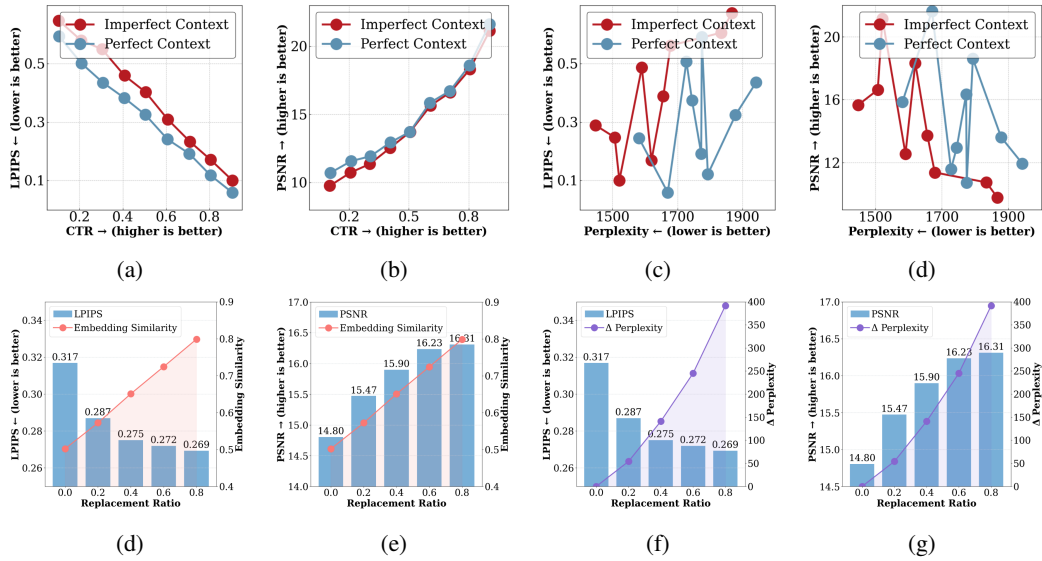 LPIPS ← (lower is better)
0.5
0.3
0.1
Imperfect Context
Perfect Context
0.2 0.3 0.4 0.5 0.6 0.8
CTR → (higher is better)
(a)
PSNR → (higher is better)
20
15
10
Imperfect Context
Perfect Context
0.2 0.3 0.5 0.8
CTR → (higher is better)
(b)
LPIPS ← (lower is better)
0.5
0.3
0.1
Imperfect Context
Perfect Context
1500 1700 1900
Perplexity ← (lower is better)
(c)
PSNR → (higher is better)
20
16
12
Imperfect Context
Perfect Context
1500 1700 1900
Perplexity ← (lower is better)
(d)
LPIPS ← (lower is better)
0.34
0.32
0.30
0.28
0.26
LPIPS
Embedding Similarity
0.317 0.287 0.275 0.272 0.269
0.9
0.8
0.7
0.6
0.5
0.4
Embedding Similarity
0.0 0.2 0.4 0.6 0.8
Replacement Ratio
(d)
PSNR → (higher is better)
17.0
16.5
16.0
15.5
15.0
14.5
14.0
PSNR
Embedding Similarity
14.80 15.47 15.90 16.23 16.31
0.9
0.8
0.7
0.6
0.5
0.4
Embedding Similarity
0.0 0.2 0.4 0.6 0.8
Replacement Ratio
(e)
LPIPS ← (lower is better)
0.34
0.32
0.30
0.28
0.26
LPIPS
Δ Perplexity
0.317 0.287 0.275 0.272 0.269
400
350
300
250
200
150
100
50
0
Δ Perplexity
0.0 0.2 0.4 0.6 0.8
Replacement Ratio
(f)
PSNR → (higher is better)
17.0
16.5
16.0
15.5
15.0
14.5
PSNR
Δ Perplexity
14.80 15.47 15.90 16.23 16.31
400
350
300
250
200
150
100
50
0
Δ Perplexity
0.0 0.2 0.4 0.6 0.8
Replacement Ratio
(g)